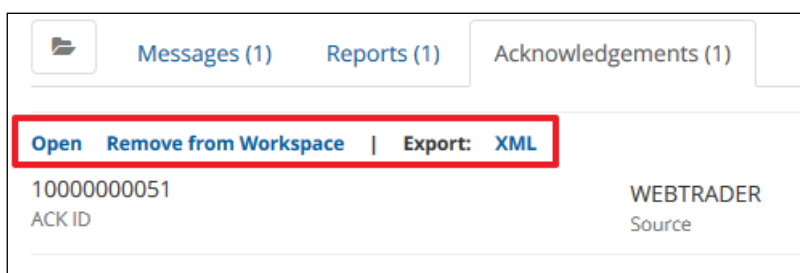 Messages (1) Reports (1) Acknowledgements (1)
Open Remove from Workspace | Export: XML
10000000051 WEBTRADER
ACK ID Source